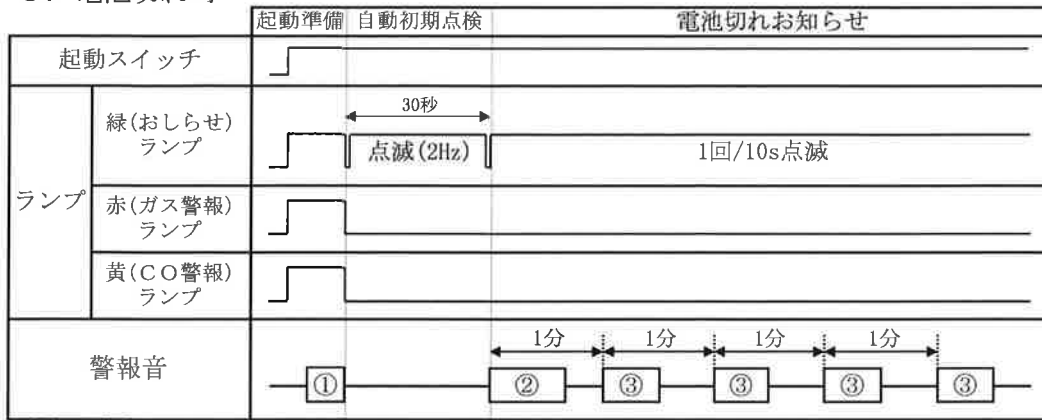 起動準備 自動初期点検 電池切れお知らせ
起動スイッチ
30秒
緑(おしらせ)
ランプ
点滅(2Hz)
1回/10s点滅
ランプ
赤(ガス警報)
ランプ
黄(CO警報)
ランプ
1分 1分 1分 1分
警報音
① ② ③ ③ ③ ③